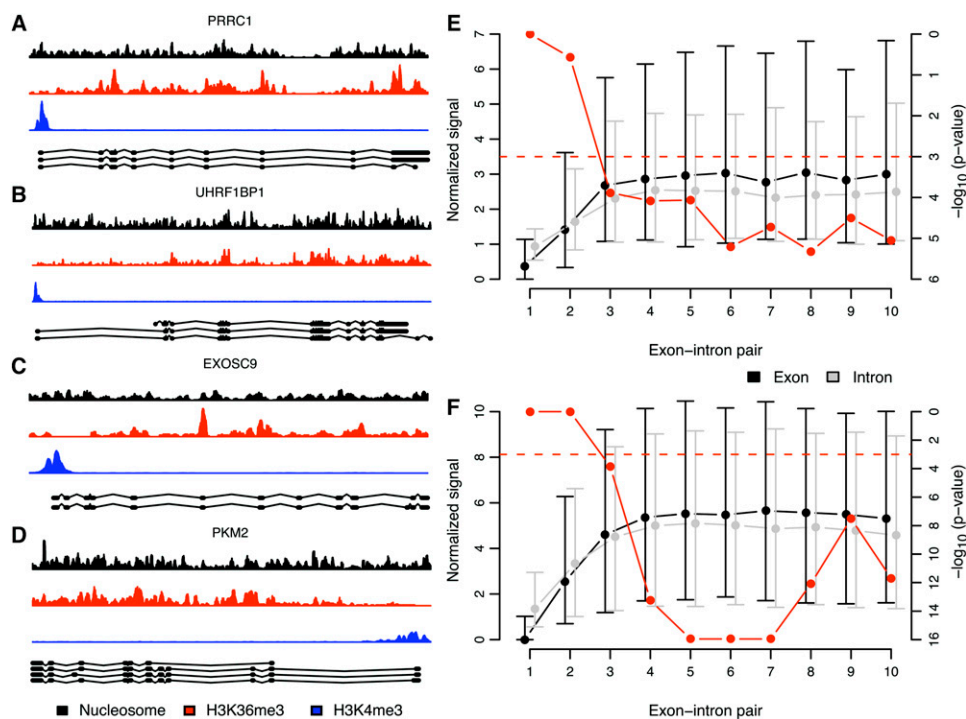 A
PRRC1
B
UHRF1BP1
C
EXOSC9
D
PKM2
Nucleosome H3K36me3 H3K4me3
E
7
6
5
4
3
2
1
0
Normalized signal
0
1
2
3
4
5
6
−log10 (p−value)
1 2 3 4 5 6 7 8 9 10
Exon−intron pair
Exon Intron
F
10
8
6
4
2
0
Normalized signal
0
2
4
6
8
10
12
14
16
−log10 (p−value)
1 2 3 4 5 6 7 8 9 10
Exon−intron pair